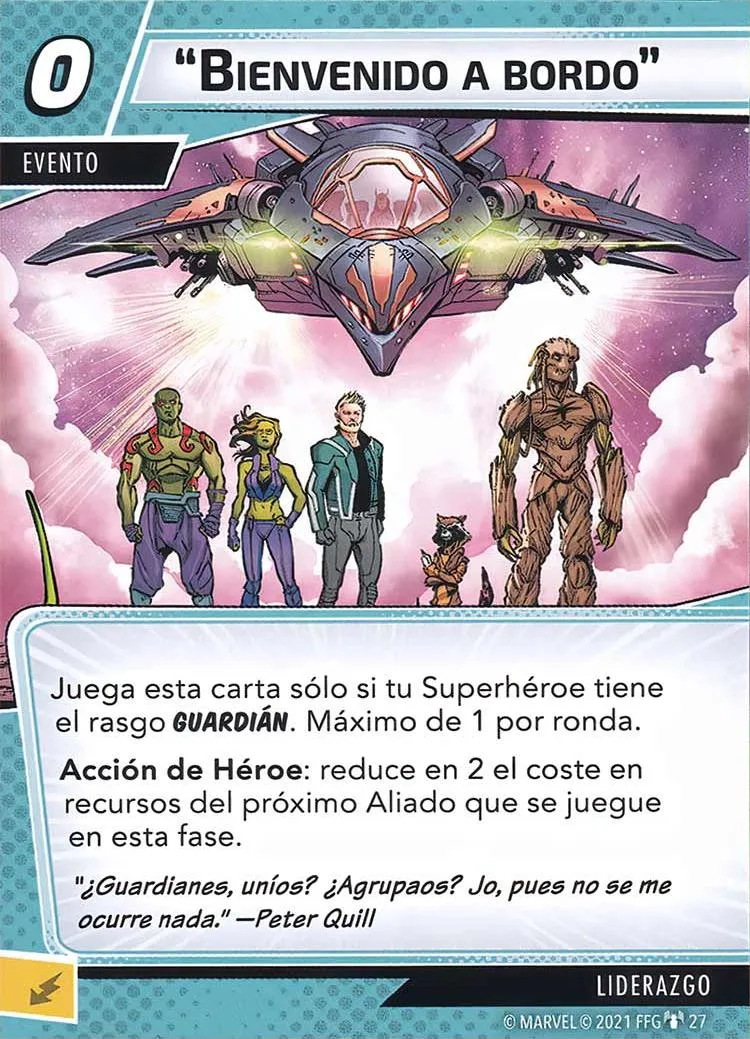 0
“BIENVENIDO A BORDO”
EVENTO
Juega esta carta sólo si tu Superhéroe tiene
el rasgo GUARDIÁN. Máximo de 1 por ronda.
Acción de Héroe: reduce en 2 el coste en
recursos del próximo Aliado que se juegue
en esta fase.
"¿Guardianes, uníos? ¿Agrupaos? Jo, pues no se me
ocurre nada." —Peter Quill
LIDERAZGO
© MARVEL © 2021 FFG 27